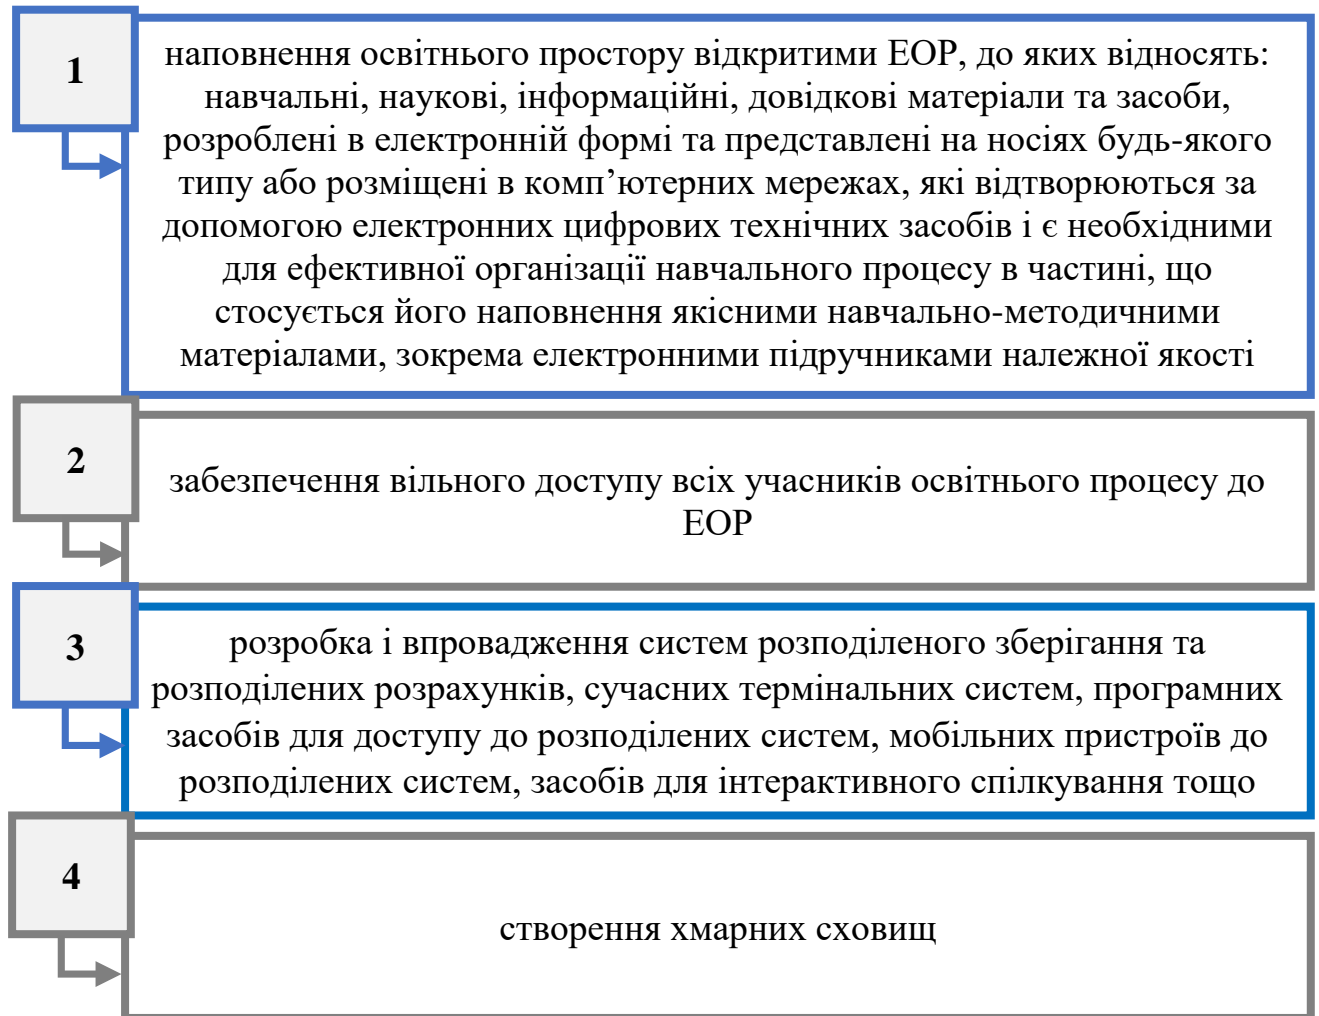 1
наповнення освітнього простору відкритими ЕОР, до яких відносять:
навчальні, наукові, інформаційні, довідкові матеріали та засоби,
розроблені в електронній формі та представлені на носіях будь-якого
типу або розміщені в комп’ютерних мережах, які відтворюються за
допомогою електронних цифрових технічних засобів і є необхідними
для ефективної організації навчального процесу в частині, що
стосується його наповнення якісними навчально-методичними
матеріалами, зокрема електронними підручниками належної якості
2
забезпечення вільного доступу всіх учасників освітнього процесу до
ЕОР
3
розробка і впровадження систем розподіленого зберігання та
розподілених розрахунків, сучасних термінальних систем, програмних
засобів для доступу до розподілених систем, мобільних пристроїв до
розподілених систем, засобів для інтерактивного спілкування тощо
4
створення хмарних сховищ